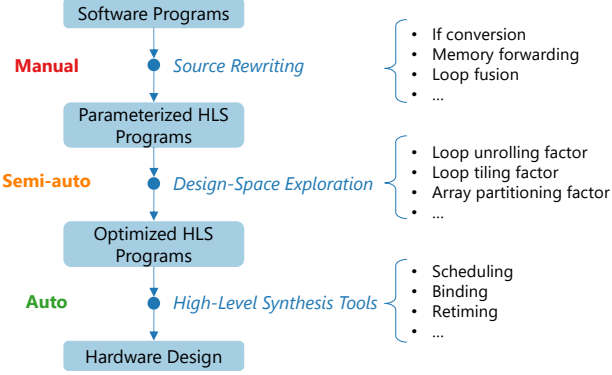 Software Programs
Manual
Source Rewriting
• If conversion
• Memory forwarding
• Loop fusion
• ...
Parameterized HLS
Programs
Semi-auto
Design-Space Exploration
• Loop unrolling factor
• Loop tiling factor
• Array partitioning factor
• ...
Optimized HLS
Programs
Auto
High-Level Synthesis Tools
• Scheduling
• Binding
• Retiming
• ...
Hardware Design